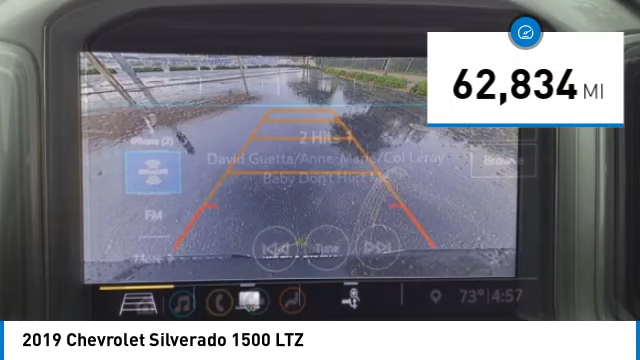 62,834 MI
iPhone (2)
2 Hits
David Guetta/Anne-Marie/Coi Leray
Baby Don't Hurt Me
Browse
FM
Tune
73° 4:57
2019 Chevrolet Silverado 1500 LTZ